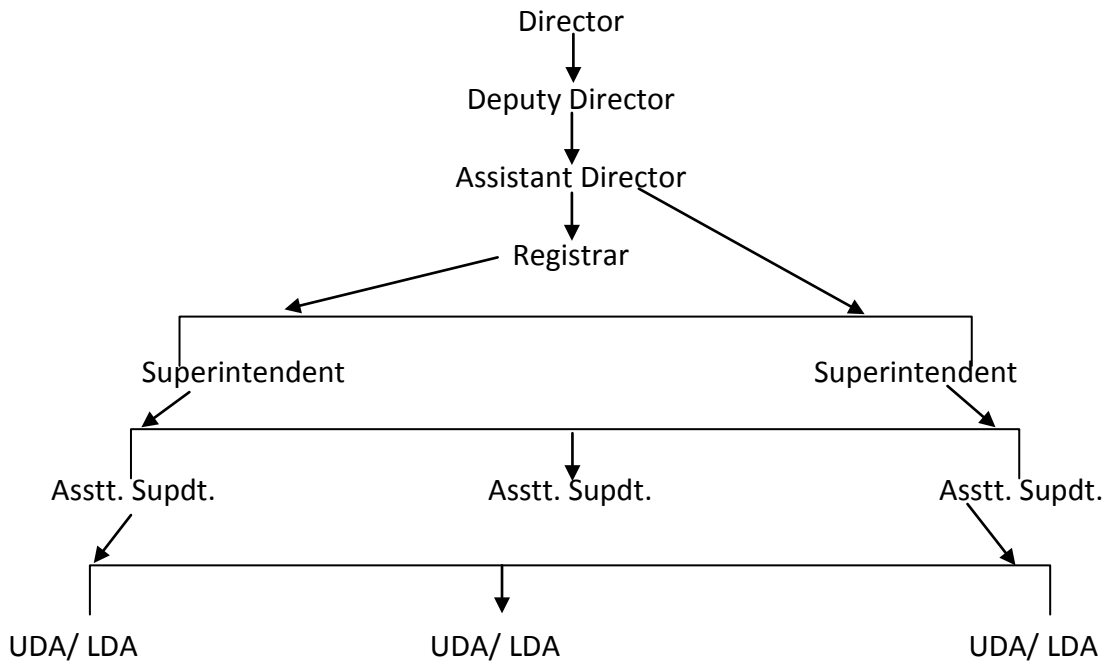 Director
Deputy Director
Assistant Director
Registrar
Superintendent Superintendent
Asstt. Supdt. Asstt. Supdt. Asstt. Supdt.
UDA/ LDA UDA/ LDA UDA/ LDA